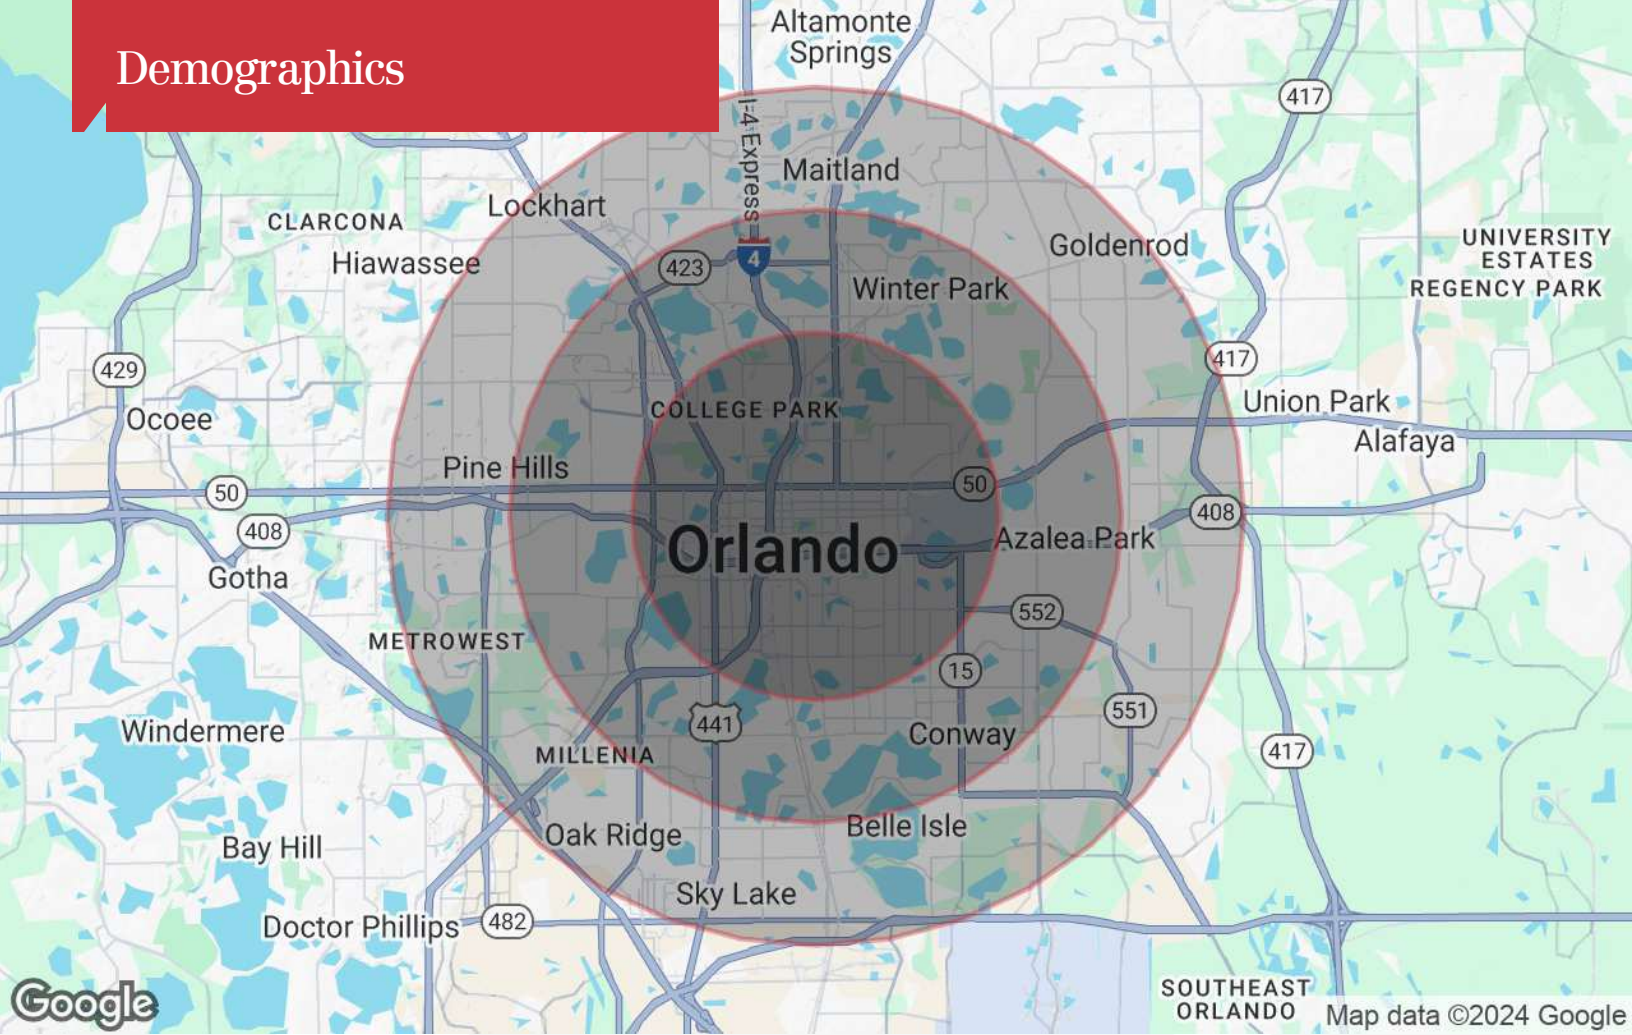 Demographics
Altamonte
Springs
417
I-4 Express
Maitland
Lockhart
CLARCONA
Hiawassee
423
4
Goldenrod
UNIVERSITY
ESTATES
REGENCY PARK
Winter Park
429
417
Ocoee
COLLEGE PARK
Union Park
Alafaya
Pine Hills
50
50
408
408
Orlando
Azalea Park
Gotha
552
METROWEST
15
Windermere
441
551
Conway
MILLENIA
417
Bay Hill
Oak Ridge
Belle Isle
Sky Lake
Doctor Phillips
482
SOUTHEAST
ORLANDO
Google
Map data ©2024 Google